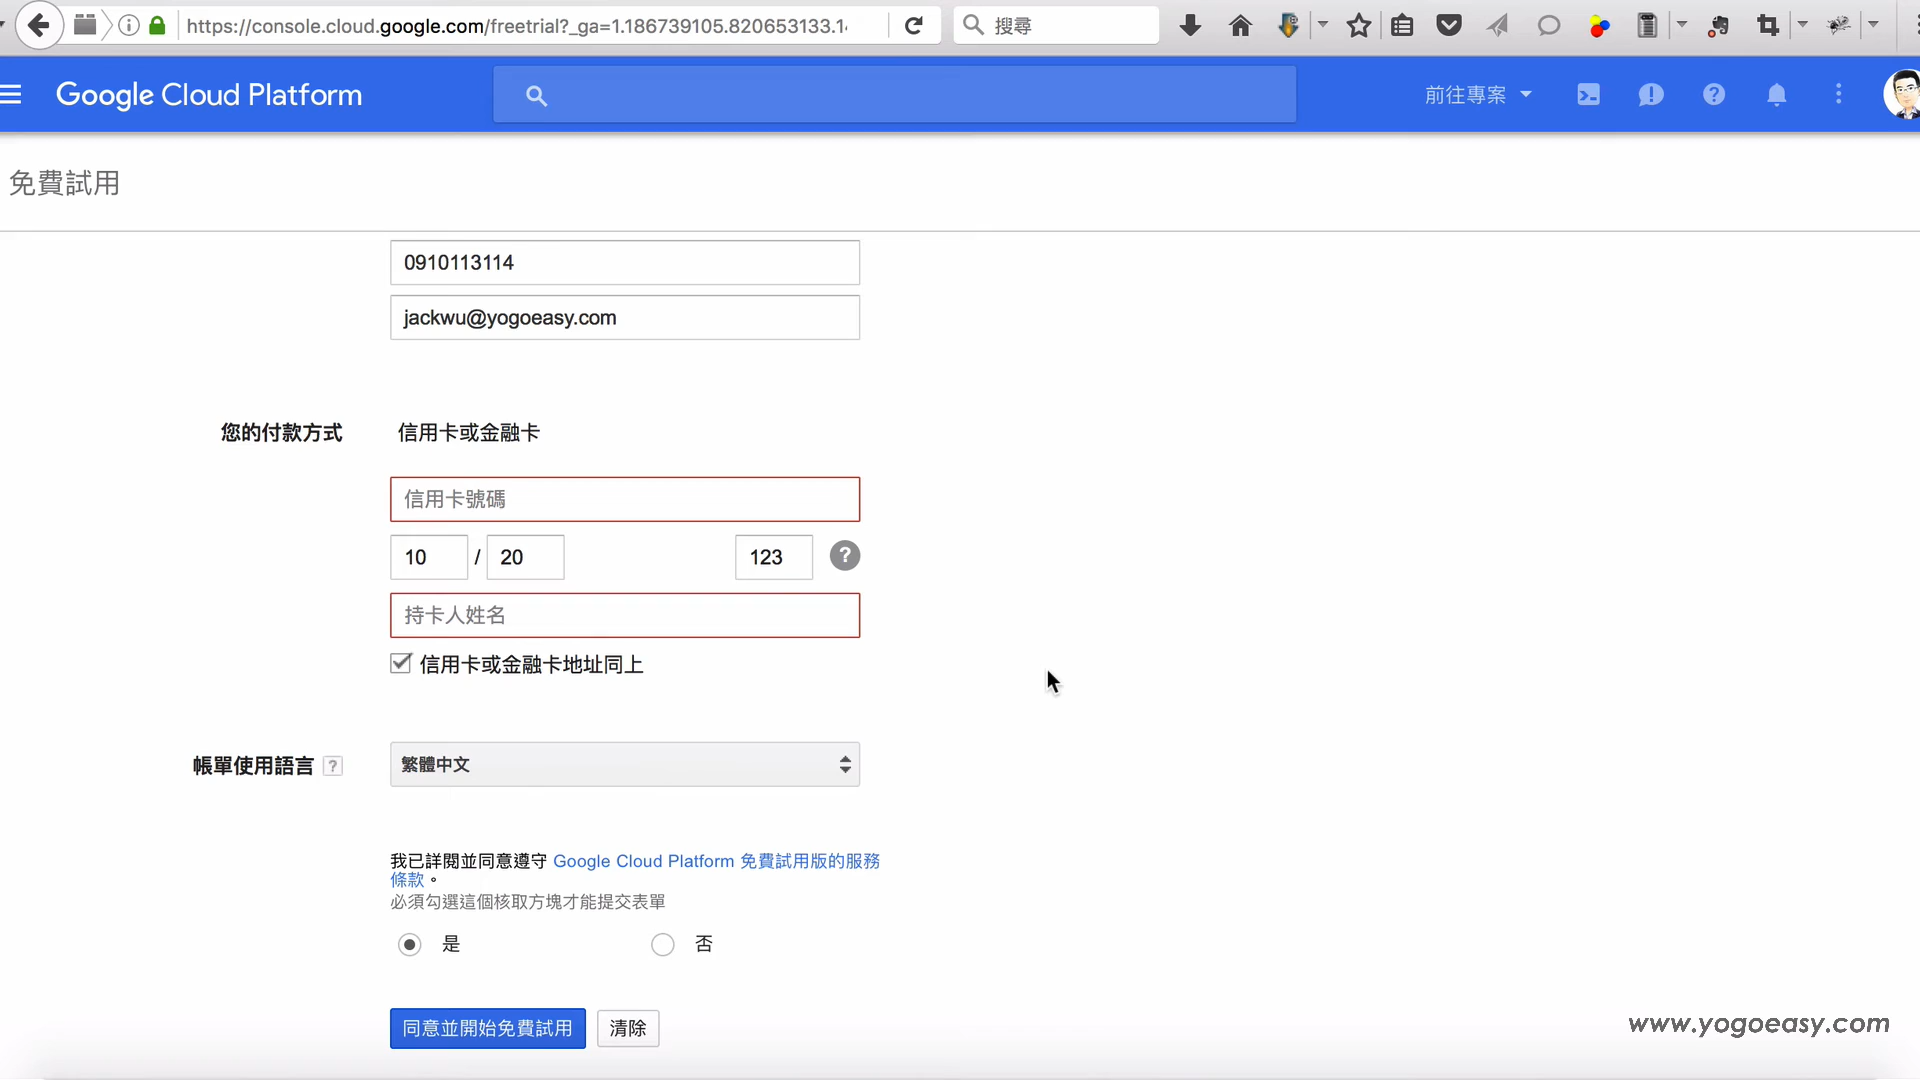 https://console.cloud.google.com/freetrial?_ga=1.186739105.820653133.1
搜尋
Google Cloud Platform
前往專案
免費試用
0910113114
jackwu@yogoeasy.com
您的付款方式
信用卡或金融卡
信用卡號碼
10 / 20
123
?
持卡人姓名
信用卡或金融卡地址同上
帳單使用語言 ?
繁體中文
我已詳閱並同意遵守 Google Cloud Platform 免費試用版的服務
條款。
必須勾選這個核取方塊才能提交表單
是
否
同意並開始免費試用
清除
www.yogoeasy.com